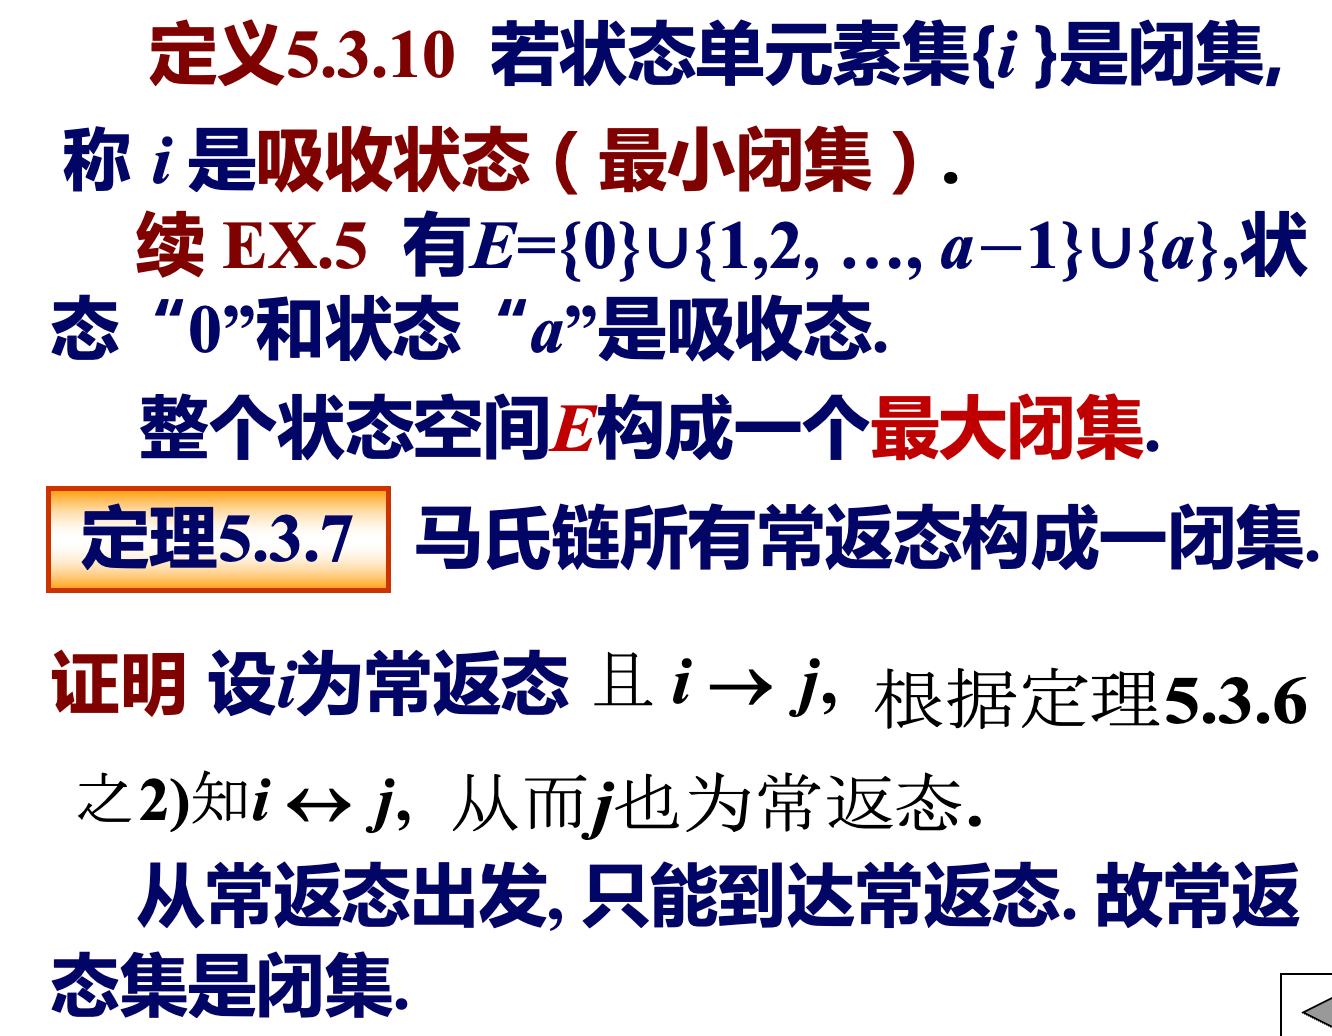 定义5.3.10 若状态单元素集{i }是闭集,
称 i 是吸收状态（最小闭集）.
续 EX.5 有E={0}∪{1,2, …, a−1}∪{a},状
态“0”和状态“a”是吸收态.
整个状态空间E构成一个最大闭集.
定理5.3.7 马氏链所有常返态构成一闭集.
证明 设i为常返态 且 i → j, 根据定理5.3.6
之2)知i ↔ j, 从而j也为常返态.
从常返态出发, 只能到达常返态. 故常返
态集是闭集.